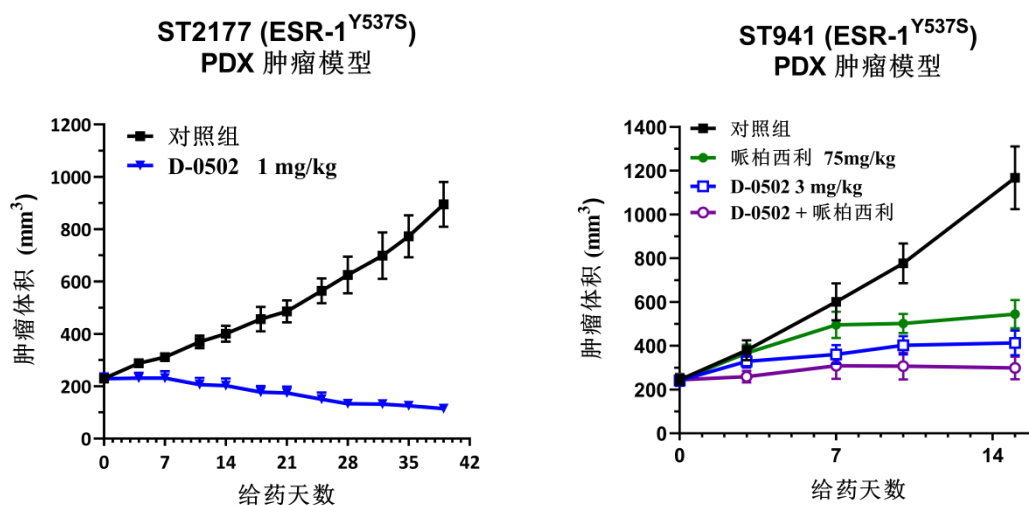 ST2177 (ESR-1Y537S)
PDX 肿瘤模型
1200
1000
800
600
400
200
0
肿瘤体积 (mm3)
对照组
D-0502 1 mg/kg
0 7 14 21 28 35 42
给药天数
ST941 (ESR-1Y537S)
PDX 肿瘤模型
1400
1200
1000
800
600
400
200
0
肿瘤体积 (mm3)
对照组
哌柏西利 75mg/kg
D-0502 3 mg/kg
D-0502 + 哌柏西利
0 7 14
给药天数